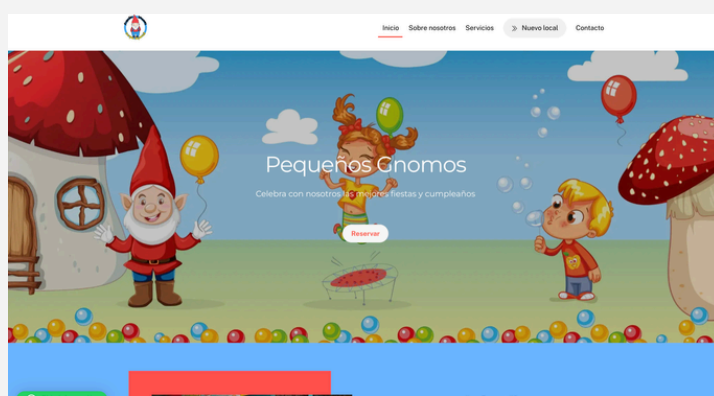 Inicio
Sobre nosotros
Servicios
Nuevo local
Contacto
Pequeños Gnomos
Celebra con nosotros las mejores fiestas y cumpleaños
Reservar